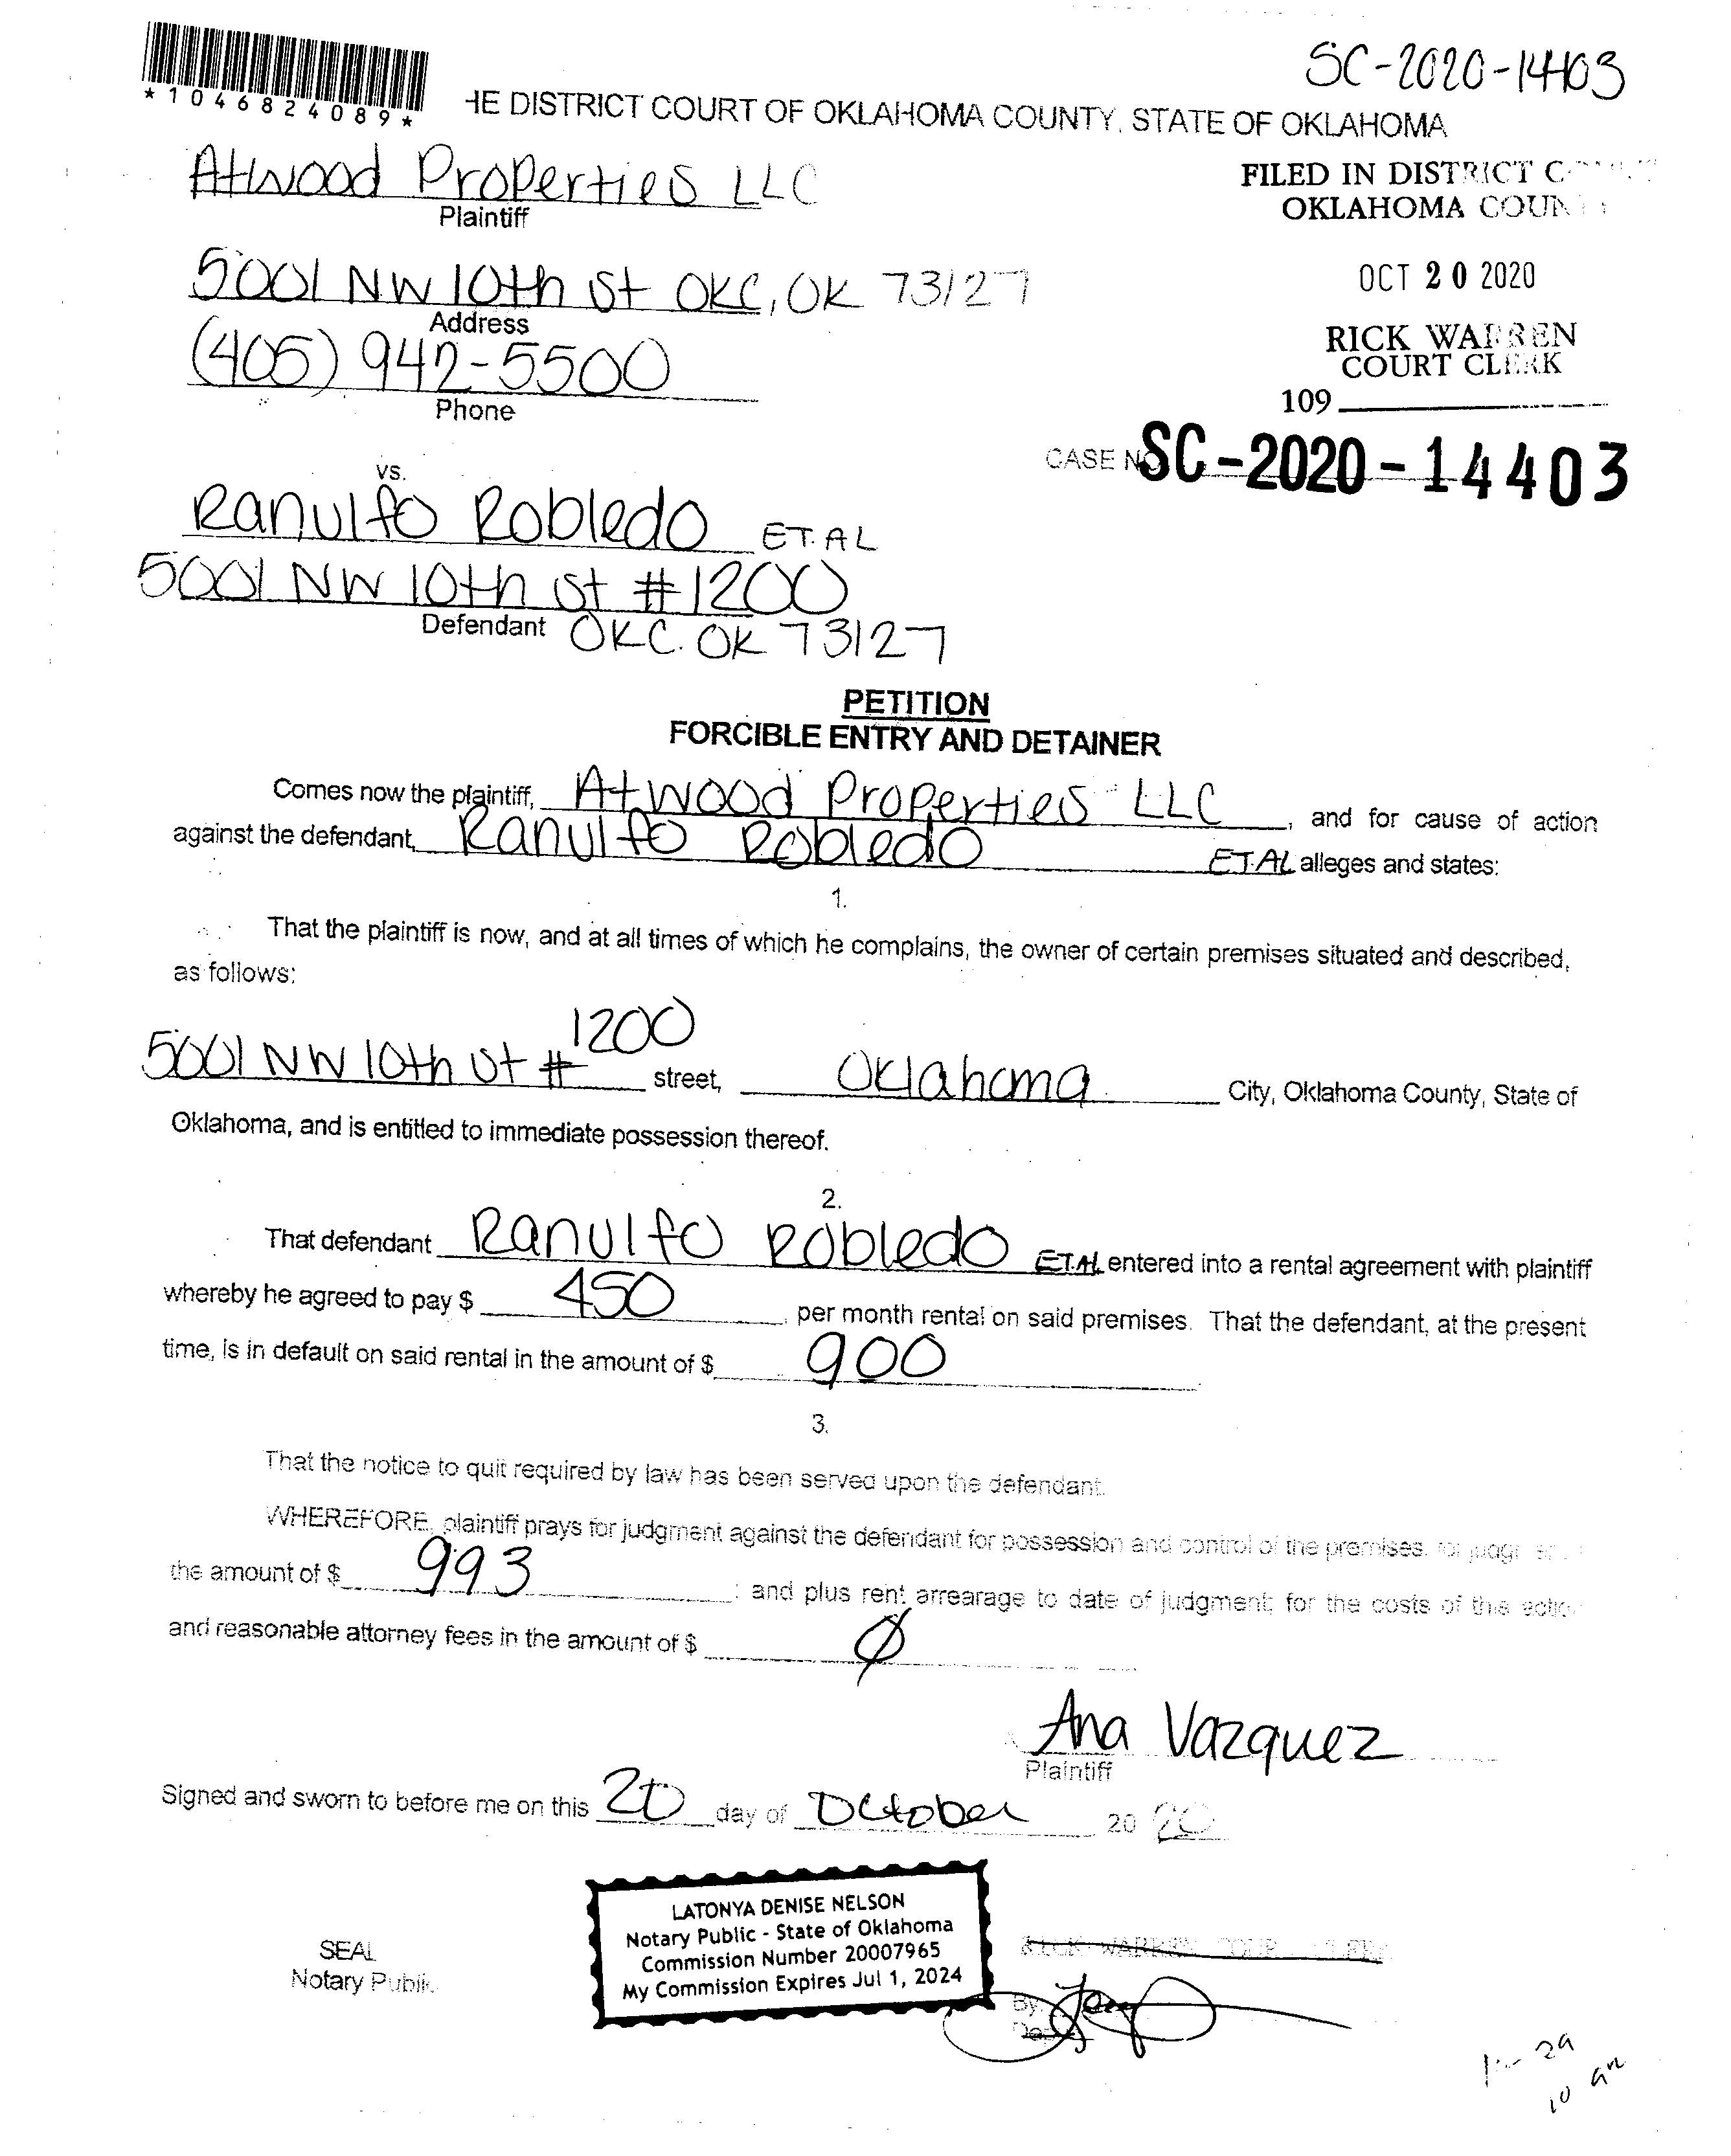 *1046824089*
SC-2020-14403
HE DISTRICT COURT OF OKLAHOMA COUNTY, STATE OF OKLAHOMA
Atwood Properties LLC
Plaintiff
FILED IN DISTRICT
OKLAHOMA COUN
5001 NW 10th St OKC, OK 73127
Address
OCT 20 2020
(405) 942-5500
Phone
RICK WARREN
COURT CLERK
109
CASE NO SC-2020-14403
vs.
Ranulfo Robledo ET. AL
5001 NW 10th St #1200
Defendant OKC. OK 73127
PETITION
FORCIBLE ENTRY AND DETAINER
Comes now the plaintiff, Atwood Properties LLC, and for cause of action
against the defendant, Ranulfo Robledo ET.AL alleges and states:
1.
That the plaintiff is now, and at all times of which he complains, the owner of certain premises situated and described,
as follows:
5001 NW 10th St # 1200 street, Oklahoma City, Oklahoma County, State of
Oklahoma, and is entitled to immediate possession thereof.
2.
That defendant Ranulfo Robledo ET.AL entered into a rental agreement with plaintiff
whereby he agreed to pay $ 450 per month rental on said premises. That the defendant, at the present
time, is in default on said rental in the amount of $ 900
3.
That the notice to quit required by law has been served upon the defendant.
WHEREFORE, plaintiff prays for judgment against the defendant for possession and control of the premises, for
the amount of $ 993 ; and plus rent arrearage to date of judgment; for the costs of this action
and reasonable attorney fees in the amount of $ Ø
Ana Vazquez
Plaintiff
Signed and sworn to before me on this 20 day of October 20 20
LATONYA DENISE NELSON
Notary Public - State of Oklahoma
Commission Number 20007965
My Commission Expires Jul 1, 2024
SEAL
Notary Public
RICK WARREN
By:
29
10 am